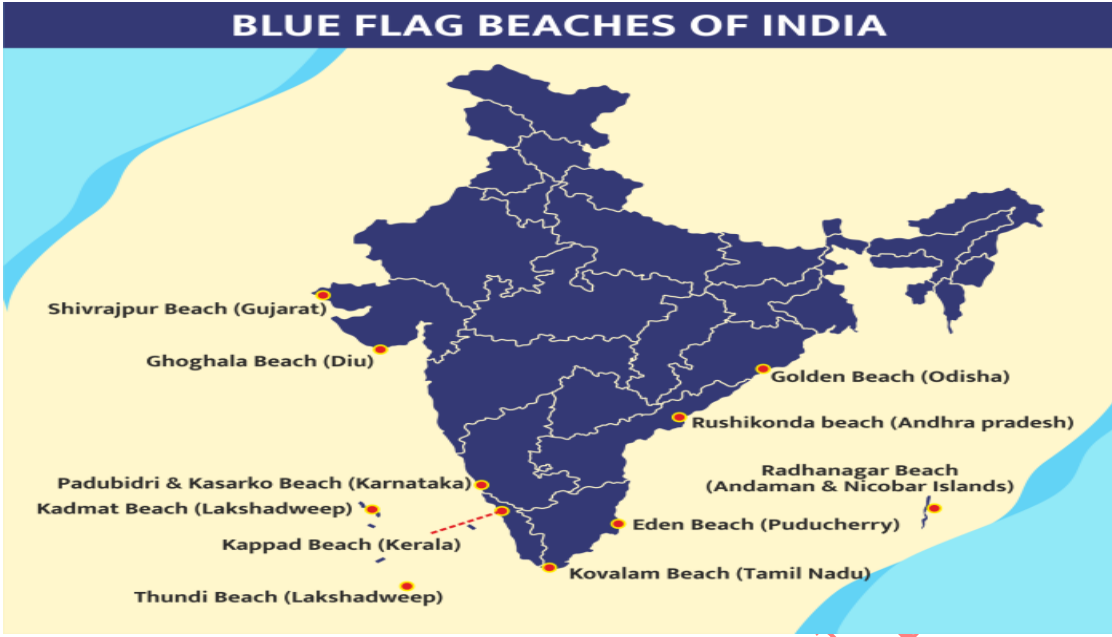 BLUE FLAG BEACHES OF INDIA
Shivrajpur Beach (Gujarat)
Ghoghala Beach (Diu)
Golden Beach (Odisha)
Rushikonda beach (Andhra pradesh)
Radhanagar Beach
(Andaman & Nicobar Islands)
Padubidri & Kasarko Beach (Karnataka)
Kadmat Beach (Lakshadweep)
Eden Beach (Puducherry)
Kappad Beach (Kerala)
Kovalam Beach (Tamil Nadu)
Thundi Beach (Lakshadweep)